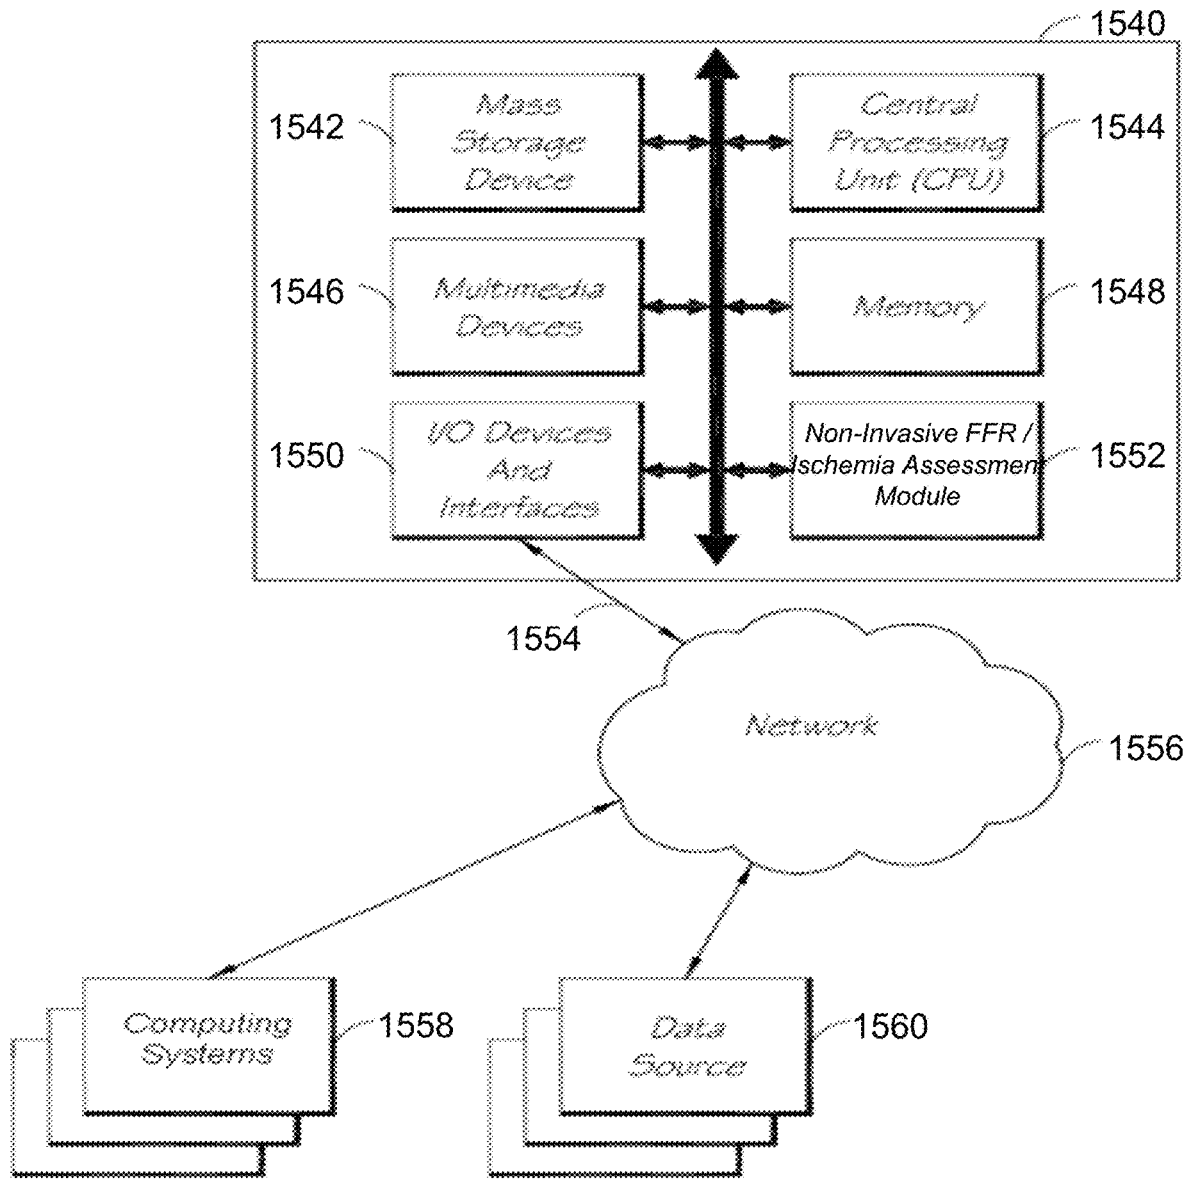 1540
1542
Mass
Storage
Device
Central
Processing
Unit (CPU)
1544
1546
Multimedia
Devices
Memory
1548
1550
I/O Devices
And
Interfaces
Non-Invasive FFR /
Ischemia Assessment
Module
1552
1554
Network
1556
Computing
Systems
1558
Data
Source
1560